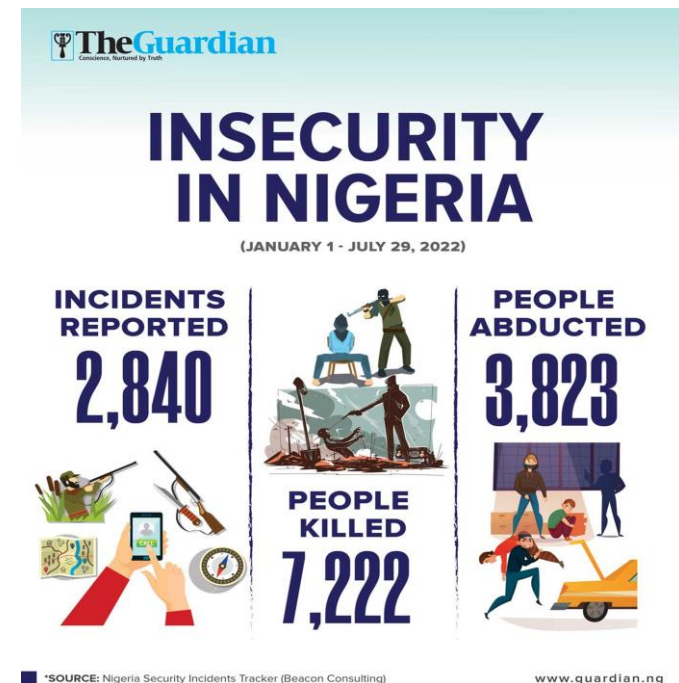 TheGuardian
Conscience, Nurtured by Truth
INSECURITY
IN NIGERIA
(JANUARY 1 - JULY 29, 2022)
INCIDENTS
REPORTED
2,840
CALL
PEOPLE
KILLED
7,222
PEOPLE
ABDUCTED
3,823
*SOURCE: Nigeria Security Incidents Tracker (Beacon Consulting)
www.guardian.ng